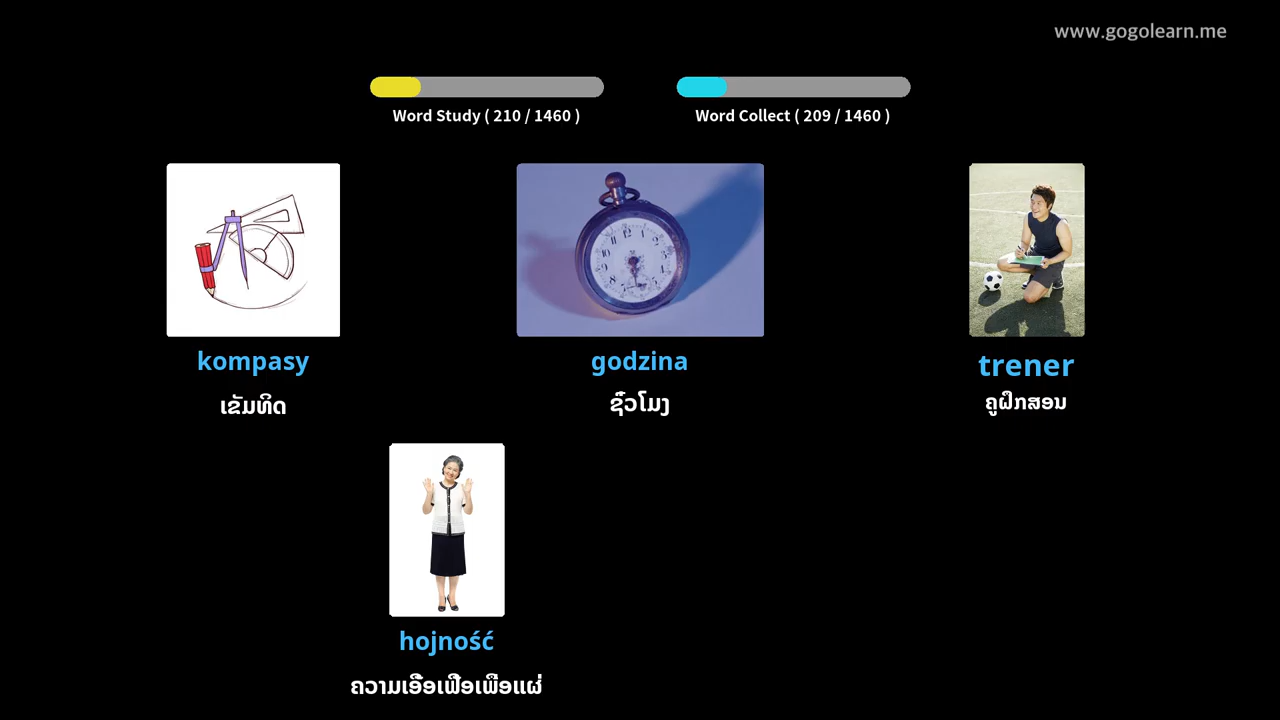 www.gogolearn.me
Word Study ( 210 / 1460 )
Word Collect ( 209 / 1460 )
kompasy
ເຂັມທິດ
godzina
ຊົ່ວໂມງ
trener
ຄູຝຶກສອນ
hojność
ຄວາມເອື້ອເຟື້ອເພື່ອແຜ່